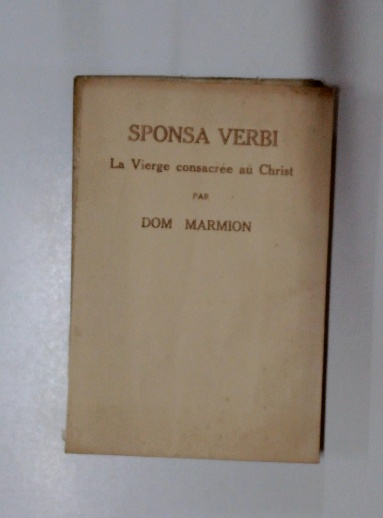 SPONSA VERBI
La Vierge consacrée au Christ
PAR
DOM MARMION